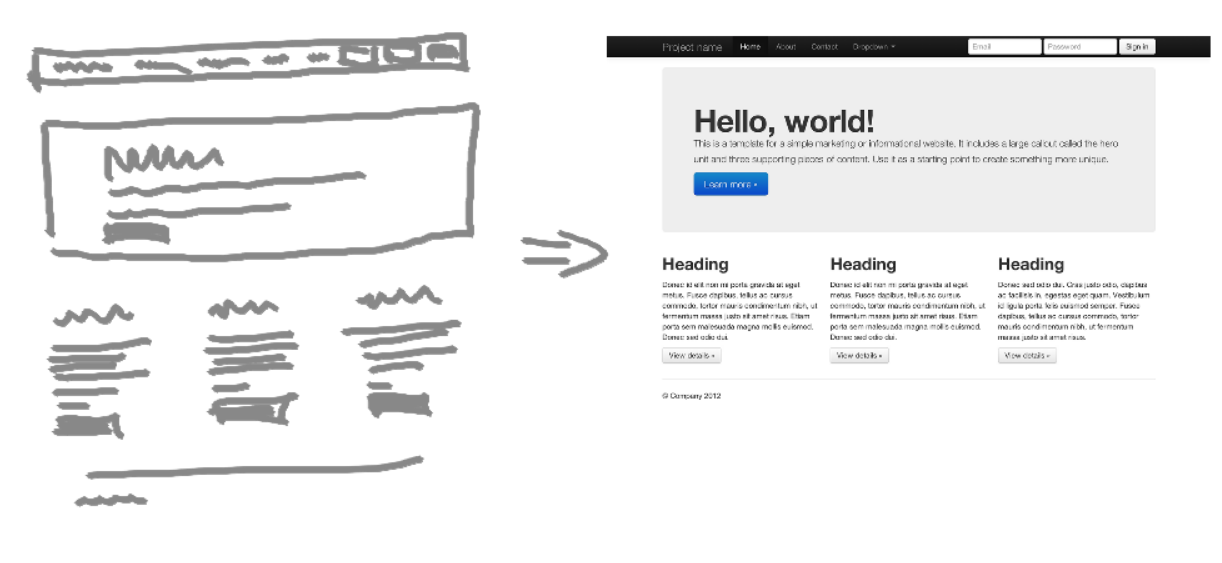 Project name Home About Contact Dropdown Email Password Sign in
Hello, world!
This is a template for a simple marketing or informational website. It includes a large callout called the hero
unit and three supporting pieces of content. Use it as a starting point to create something more unique.
Learn more »
Heading
Donec id elit non mi porta gravida at eget
metus. Fusce dapibus, tellus ac cursus
commodo, tortor mauris condimentum nibh, ut
fermentum massa justo sit amet risus. Etiam
porta sem malesuada magna mollis euismod.
Donec sed odio dui.
View details »
Heading
Donec id elit non mi porta gravida at eget
metus. Fusce dapibus, tellus ac cursus
commodo, tortor mauris condimentum nibh, ut
fermentum massa justo sit amet risus. Etiam
porta sem malesuada magna mollis euismod.
Donec sed odio dui.
View details »
Heading
Donec sed odio dui. Cras justo odio, dapibus
ac facilisis in, egestas eget quam. Vestibulum
id ligula porta felis euismod semper. Fusce
dapibus, tellus ac cursus commodo, tortor
mauris condimentum nibh, ut fermentum
massa justo sit amet risus.
View details »
© Company 2012